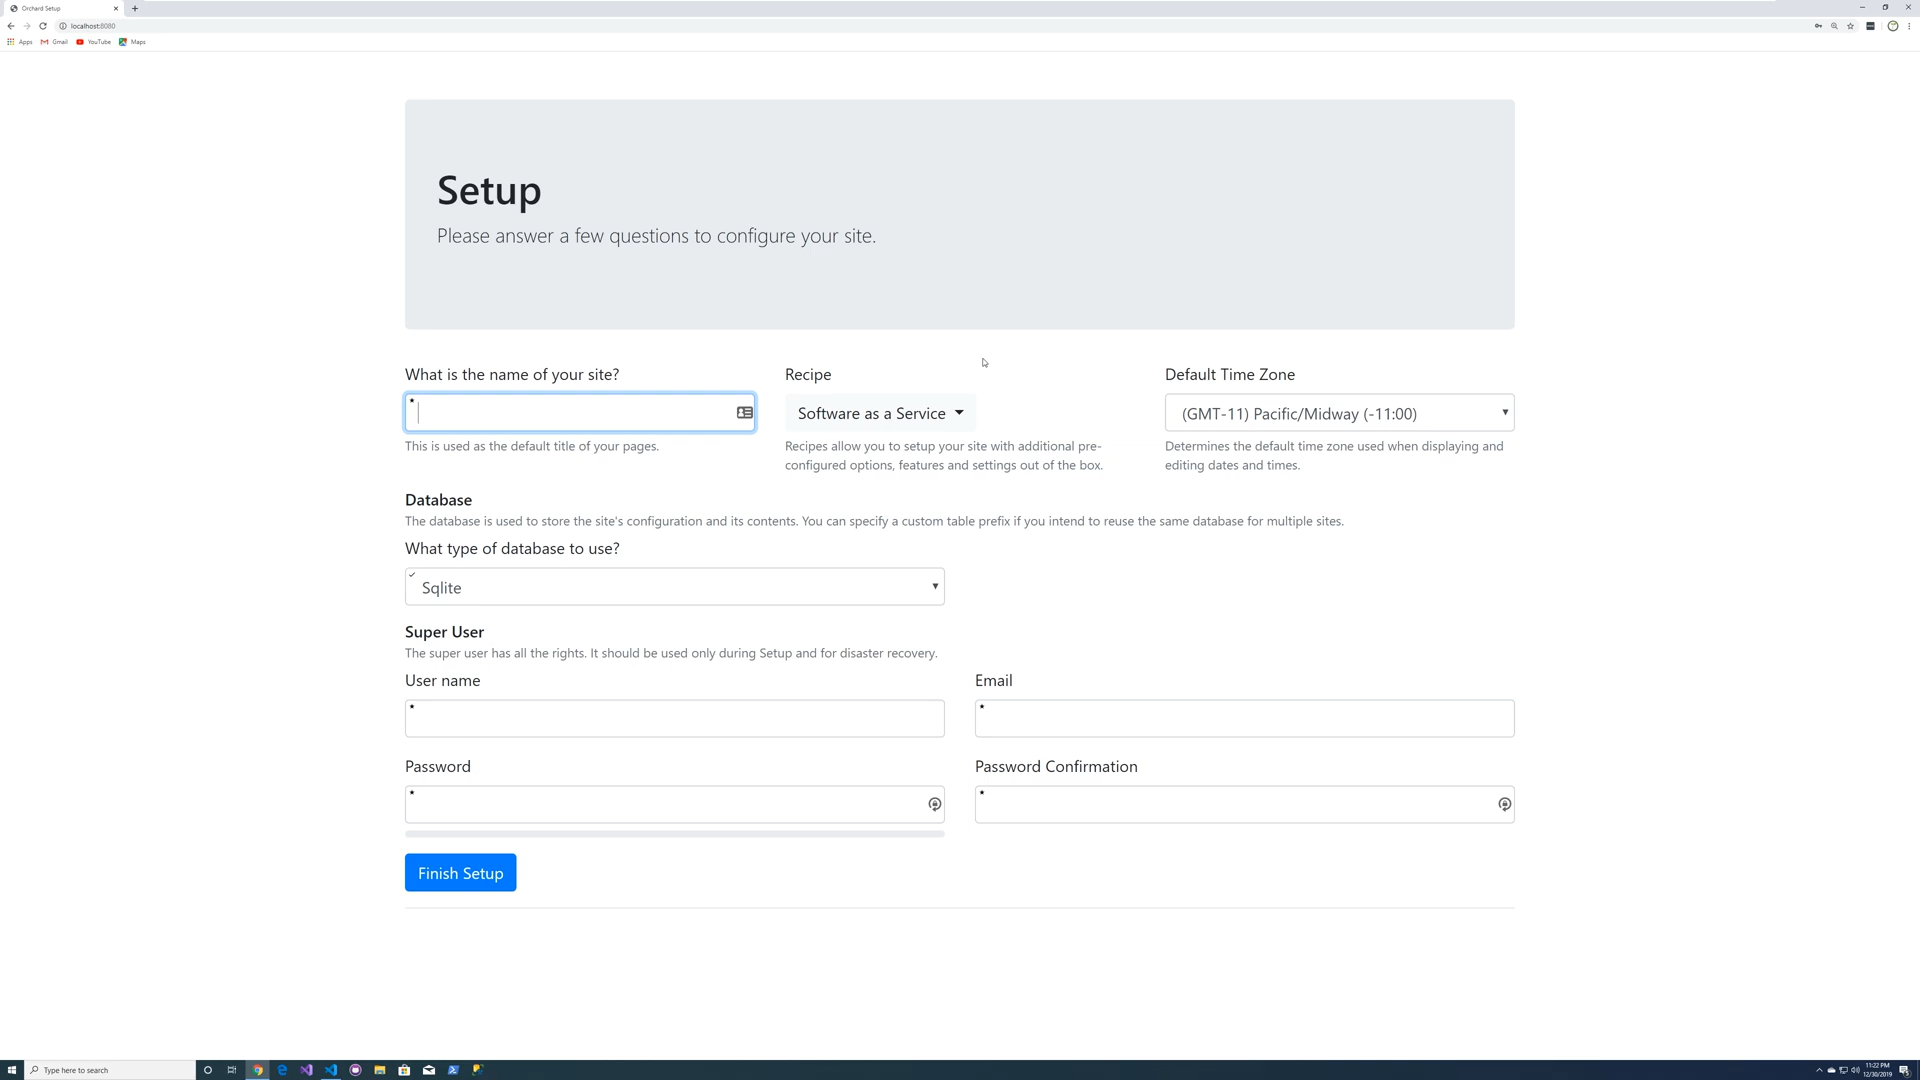 Orchard Setup
localhost:8080
Apps Gmail YouTube Maps
Setup
Please answer a few questions to configure your site.
What is the name of your site?
*
This is used as the default title of your pages.
Recipe
Software as a Service
Recipes allow you to setup your site with additional pre-
configured options, features and settings out of the box.
Default Time Zone
(GMT-11) Pacific/Midway (-11:00)
Determines the default time zone used when displaying and
editing dates and times.
Database
The database is used to store the site's configuration and its contents. You can specify a custom table prefix if you intend to reuse the same database for multiple sites.
What type of database to use?
Sqlite
Super User
The super user has all the rights. It should be used only during Setup and for disaster recovery.
User name
*
Email
*
Password
*
Password Confirmation
*
Finish Setup
Type here to search
11:22 PM
12/30/2019